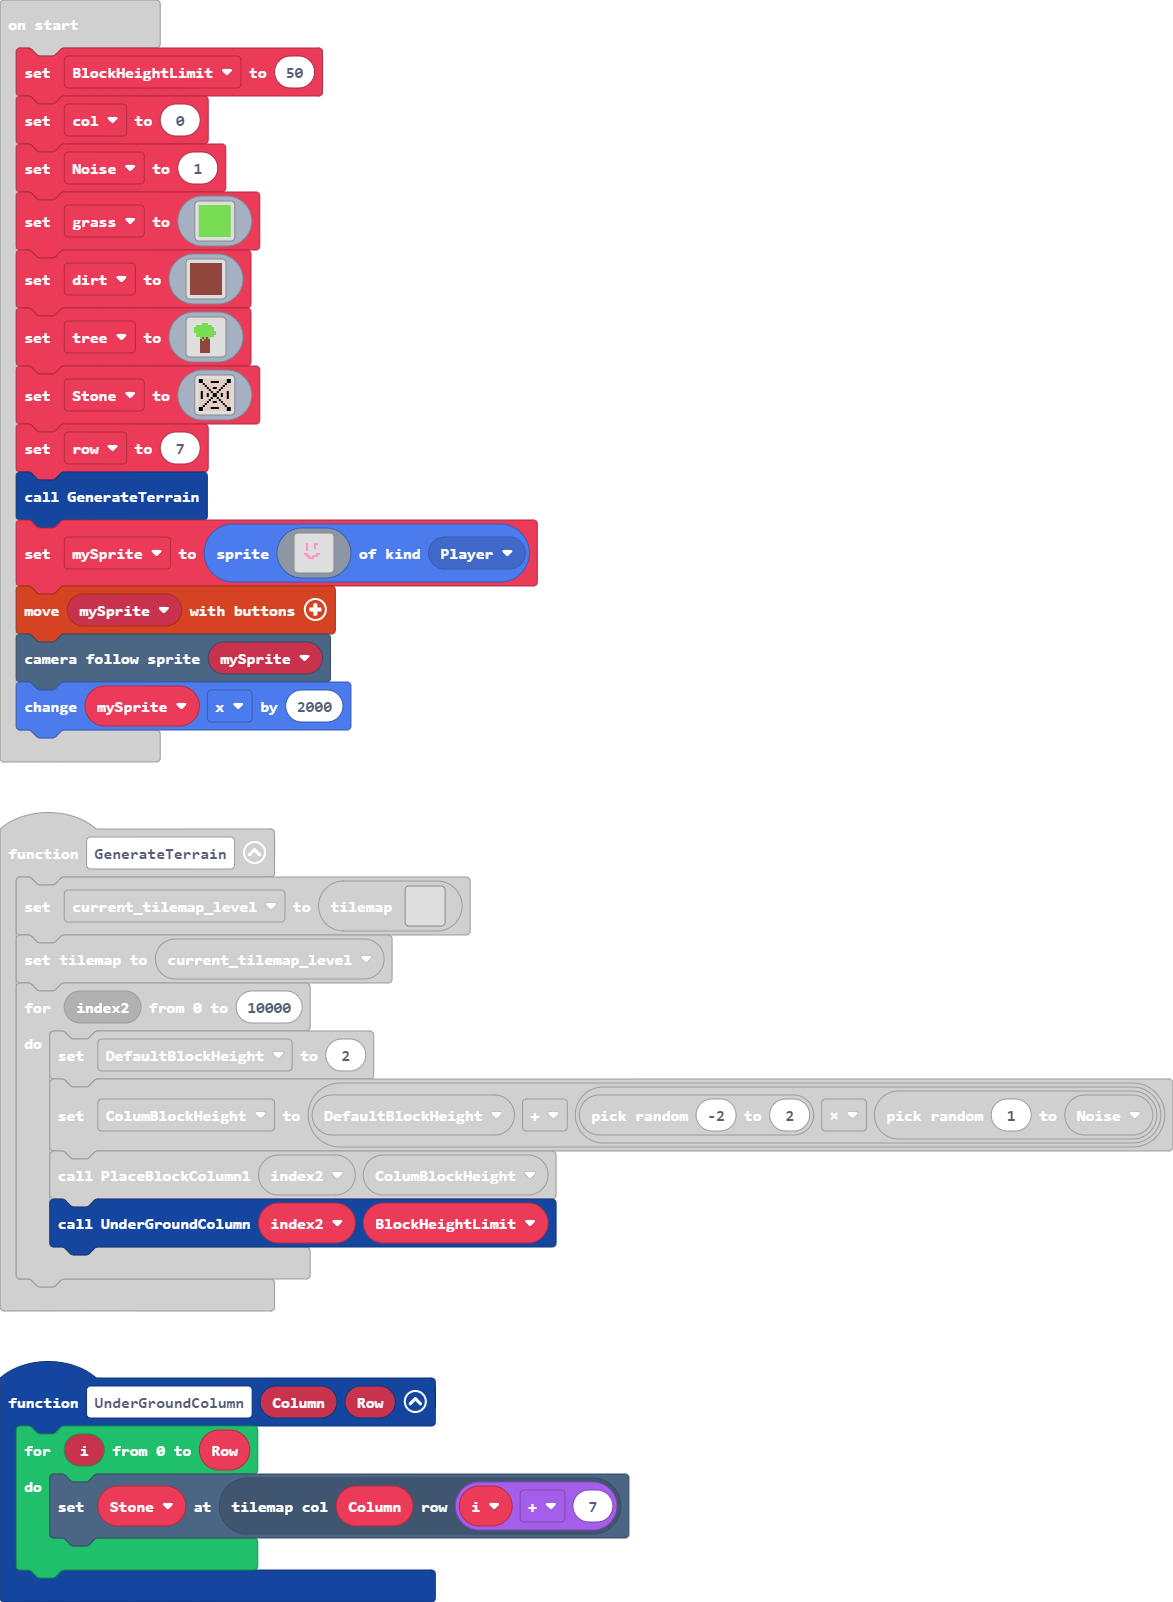 on start
set BlockHeightLimit to 50
set col to 0
set Noise to 1
set grass to
set dirt to
set tree to
set Stone to
set row to 7
call GenerateTerrain
set mySprite to sprite of kind Player
move mySprite with buttons
camera follow sprite mySprite
change mySprite x by 2000
function GenerateTerrain
set current_tilemap_level to tilemap
set tilemap to current_tilemap_level
for index2 from 0 to 10000
do
set DefaultBlockHeight to 2
set ColumBlockHeight to DefaultBlockHeight + pick random -2 to 2 × pick random 1 to Noise
call PlaceBlockColumn1 index2 ColumBlockHeight
call UnderGroundColumn index2 BlockHeightLimit
function UnderGroundColumn Column Row
for i from 0 to Row
do
set Stone at tilemap col Column row i + 7